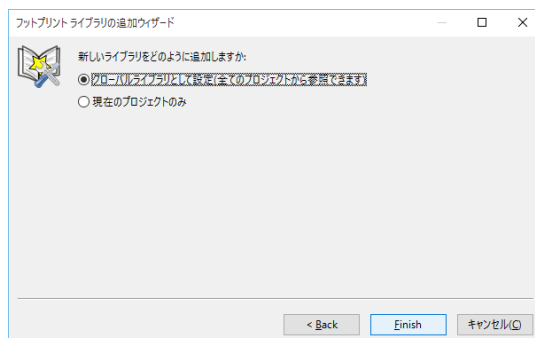 フットプリント ライブラリの追加ウィザード
新しいライブラリをどのように追加しますか:
グローバルライブラリとして設定(全てのプロジェクトから参照できます)
現在のプロジェクトのみ
< Back Finish キャンセル(C)